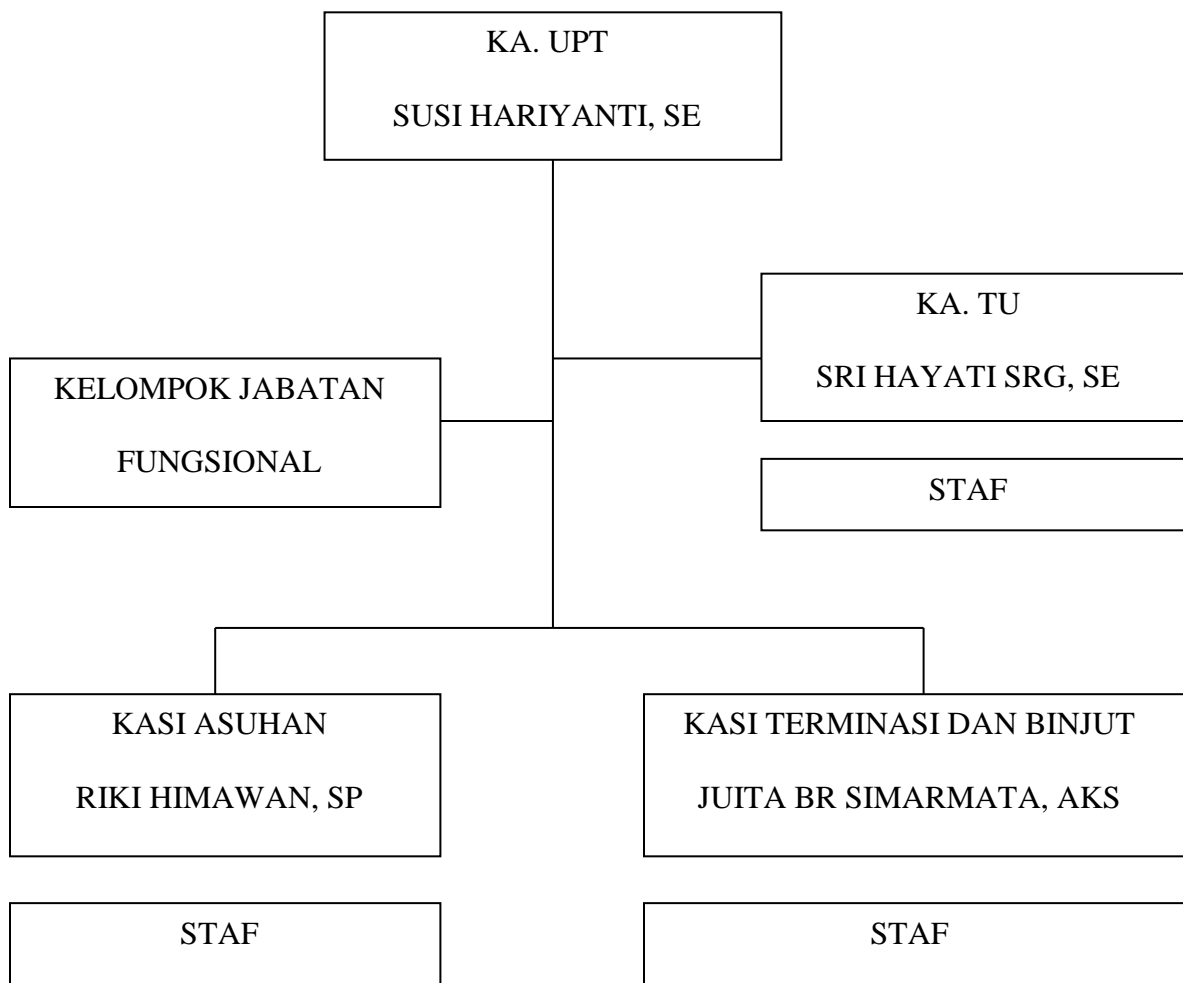 KA. UPT
SUSI HARIYANTI, SE
KA. TU
SRI HAYATI SRG, SE
KELOMPOK JABATAN
FUNGSIONAL
STAF
KASI ASUHAN
RIKI HIMAWAN, SP
KASI TERMINASI DAN BINJUT
JUITA BR SIMARMATA, AKS
STAF
STAF